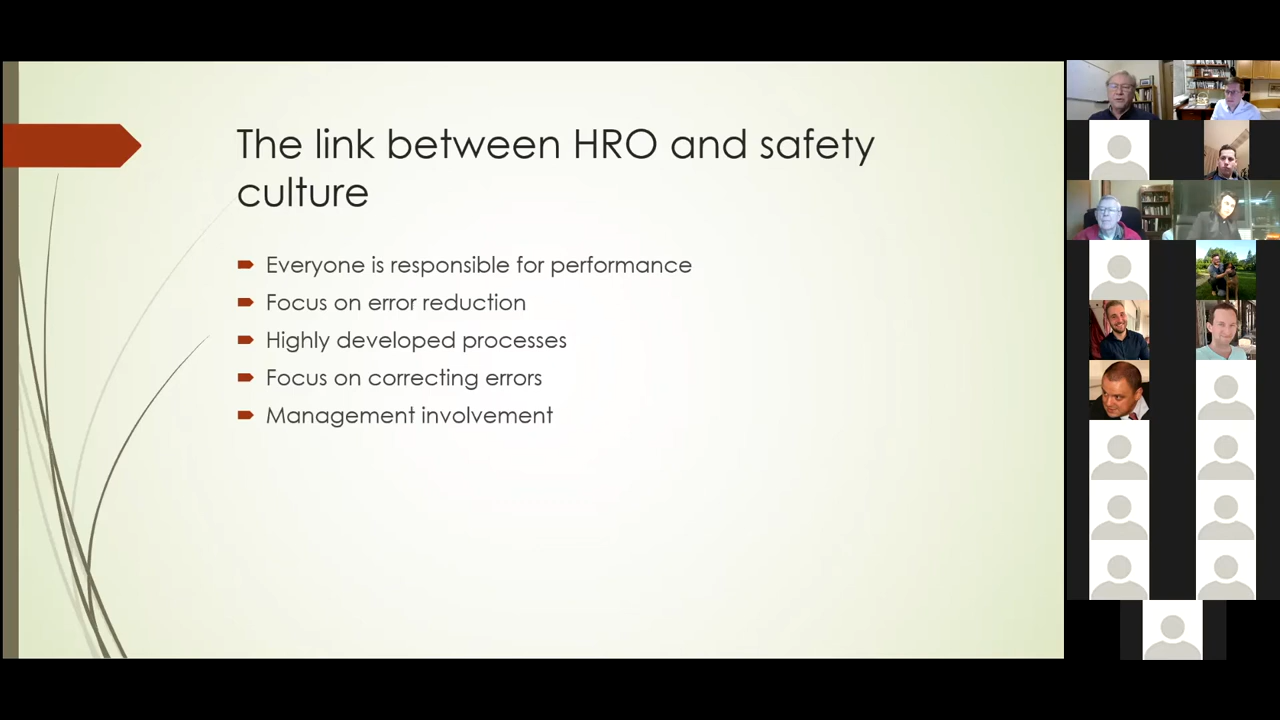 The link between HRO and safety
culture
Everyone is responsible for performance
Focus on error reduction
Highly developed processes
Focus on correcting errors
Management involvement